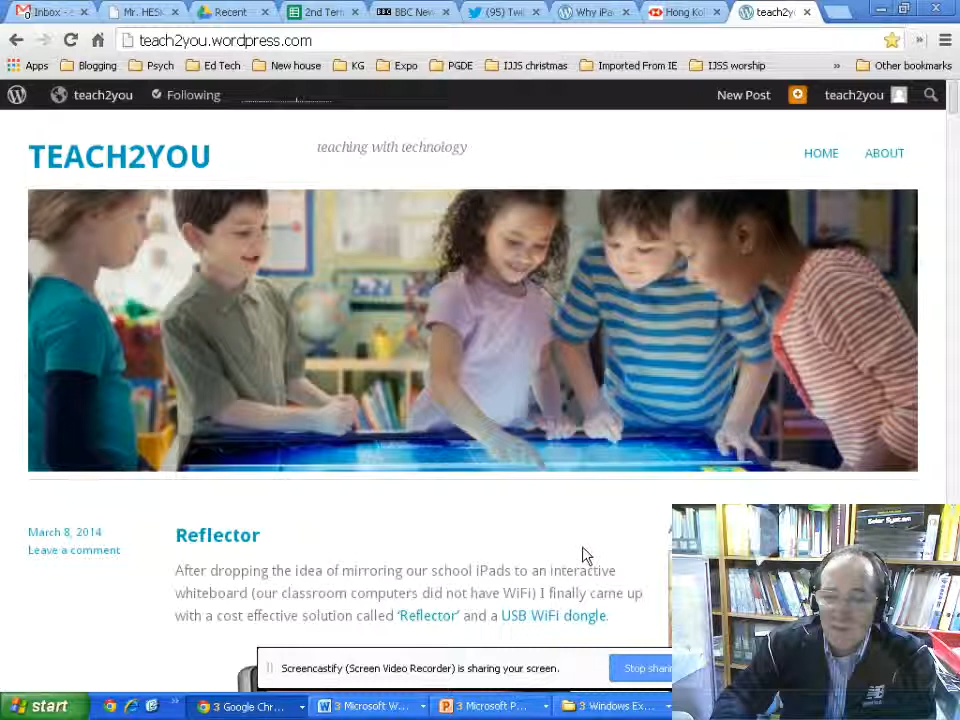 Inbox -
Mr. HESK
Recent
2nd Ter
BBC New
(95) Twi
Why iPa
Hong Ko
teach2yo
teach2you.wordpress.com
Apps
Blogging
Psych
Ed Tech
New house
KG
Expo
PGDE
IJJS christmas
Imported From IE
IJSS worship
»
Other bookmarks
teach2you
Following
New Post
teach2you
TEACH2YOU
teaching with technology
HOME
ABOUT
March 8, 2014
Leave a comment
Reflector
After dropping the idea of mirroring our school iPads to an interactive
whiteboard (our classroom computers did not have WiFi) I finally came up
with a cost effective solution called ‘Reflector’ and a USB WiFi dongle.
Solar System
Screencastify (Screen Video Recorder) is sharing your screen.
Stop sharin
start
3 Google Chr...
3 Microsoft W...
3 Microsoft P...
3 Windows Ex...